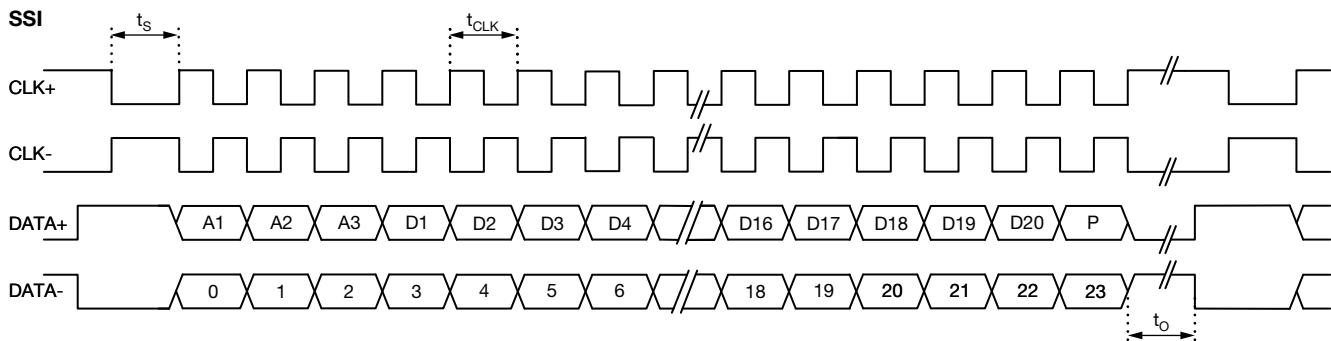 SSI
tS tCLK
CLK+
CLK-
DATA+ A1 A2 A3 D1 D2 D3 D4 D16 D17 D18 D19 D20 P
DATA- 0 1 2 3 4 5 6 18 19 20 21 22 23
tO